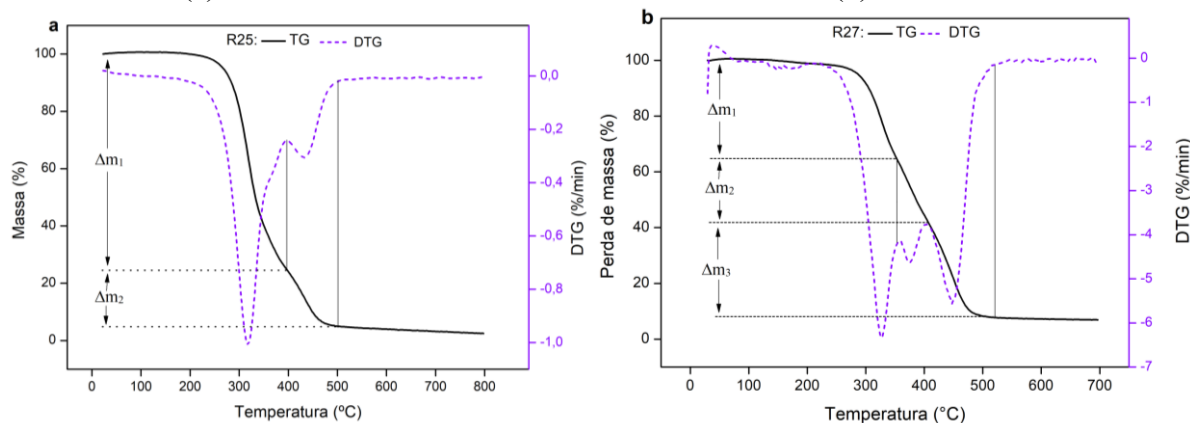 a
R25: TG DTG
Massa (%)
100
80
60
40
20
0
Δm₁
Δm₂
0,0
-0,2
-0,4
-0,6
-0,8
-1,0
DTG (%/min)
0 100 200 300 400 500 600 700 800
Temperatura (ºC)
b
R27: TG DTG
Perda de massa (%)
100
80
60
40
20
0
Δm₁
Δm₂
Δm₃
0
-1
-2
-3
-4
-5
-6
-7
DTG (%/min)
0 100 200 300 400 500 600 700
Temperatura (°C)